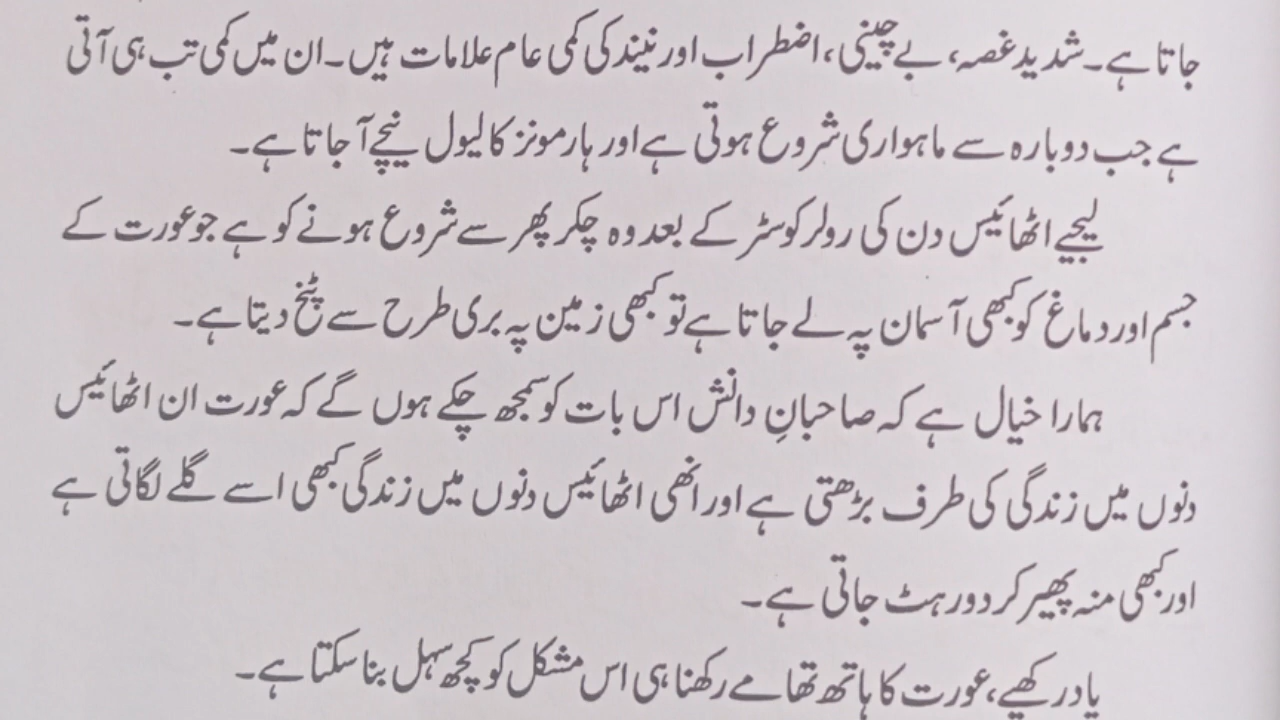 جاتا ہے۔ شدید غصہ، بے چینی، اضطراب اور نیند کی کمی عام علامات ہیں۔ ان میں کمی تب ہی آتی
ہے جب دوبارہ سے ماہواری شروع ہوتی ہے اور ہارمونز کا لیول نیچے آ جاتا ہے۔
لیجیے اٹھائیس دن کی رولر کوسٹر کے بعد وہ چکر پھر سے شروع ہونے کو ہے جو عورت کے
جسم اور دماغ کو کبھی آسمان پہ لے جاتا ہے تو کبھی زمین پہ بری طرح سے پٹخ دیتا ہے۔
ہمارا خیال ہے کہ صاحبانِ دانش اس بات کو سمجھ چکے ہوں گے کہ عورت ان اٹھائیس
دنوں میں زندگی کی طرف بڑھتی ہے اور انھی اٹھائیس دنوں میں زندگی کبھی اسے گلے لگاتی ہے
اور کبھی منہ پھیر کر دور ہٹ جاتی ہے۔
یاد رکھیے، عورت کا ہاتھ تھامے رکھنا ہی اس مشکل کو کچھ سہل بنا سکتا ہے۔